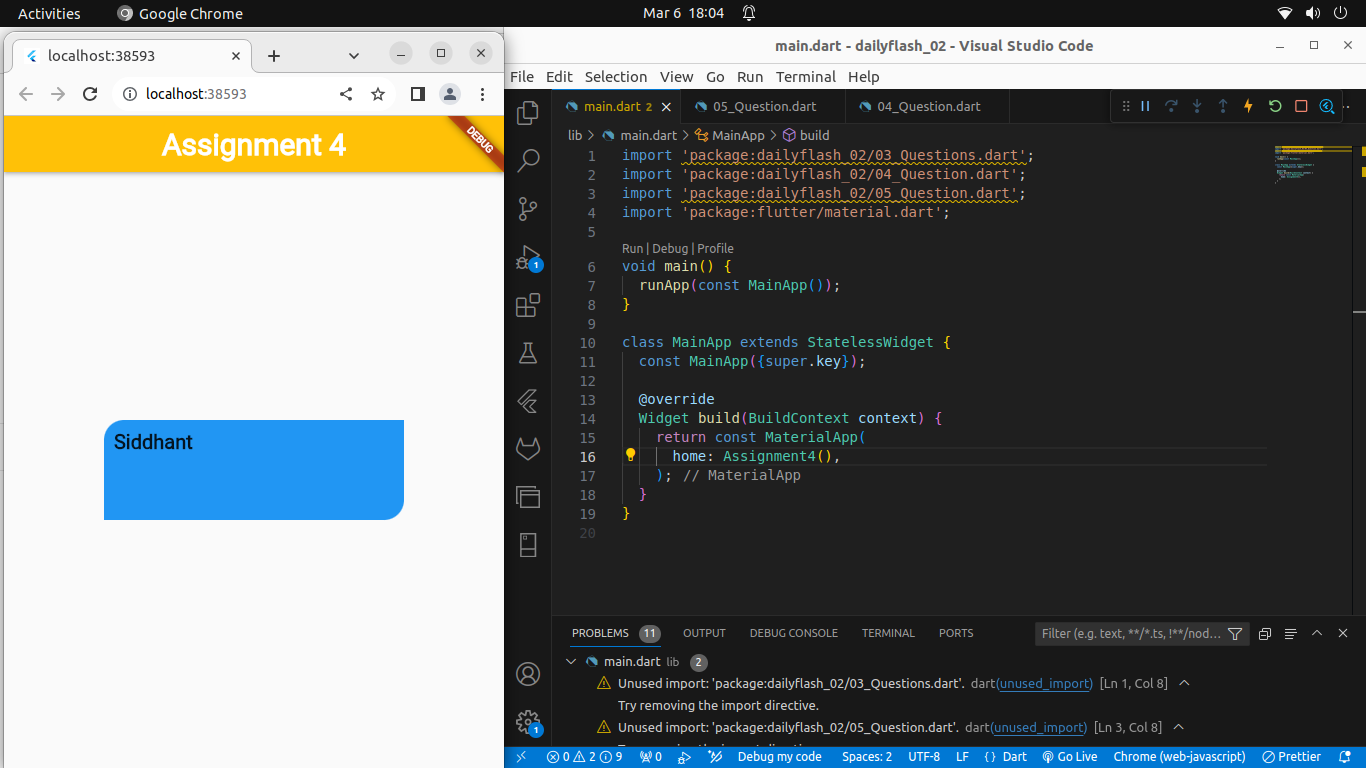 Activities
Google Chrome
Mar 6 18:04
localhost:38593
localhost:38593
Assignment 4
DEBUG
Siddhant
main.dart - dailyflash_02 - Visual Studio Code
File Edit Selection View Go Run Terminal Help
main.dart 2
05_Question.dart
04_Question.dart
lib > main.dart > MainApp > build
1 import 'package:dailyflash_02/03_Questions.dart';
2 import 'package:dailyflash_02/04_Question.dart';
3 import 'package:dailyflash_02/05_Question.dart';
4 import 'package:flutter/material.dart';
5
Run | Debug | Profile
6 void main() {
7 runApp(const MainApp());
8 }
9
10 class MainApp extends StatelessWidget {
11 const MainApp({super.key});
12
13 @override
14 Widget build(BuildContext context) {
15 return const MaterialApp(
16 home: Assignment4(),
17 ); // MaterialApp
18 }
19 }
20
1
1
PROBLEMS 11 OUTPUT DEBUG CONSOLE TERMINAL PORTS
Filter (e.g. text, **/*.ts, !**/nod...
main.dart lib 2
Unused import: 'package:dailyflash_02/03_Questions.dart'. dart(unused_import) [Ln 1, Col 8]
Try removing the import directive.
Unused import: 'package:dailyflash_02/05_Question.dart'. dart(unused_import) [Ln 3, Col 8]
0 2 9 0 Debug my code Spaces: 2 UTF-8 LF {} Dart Go Live Chrome (web-javascript) Prettier